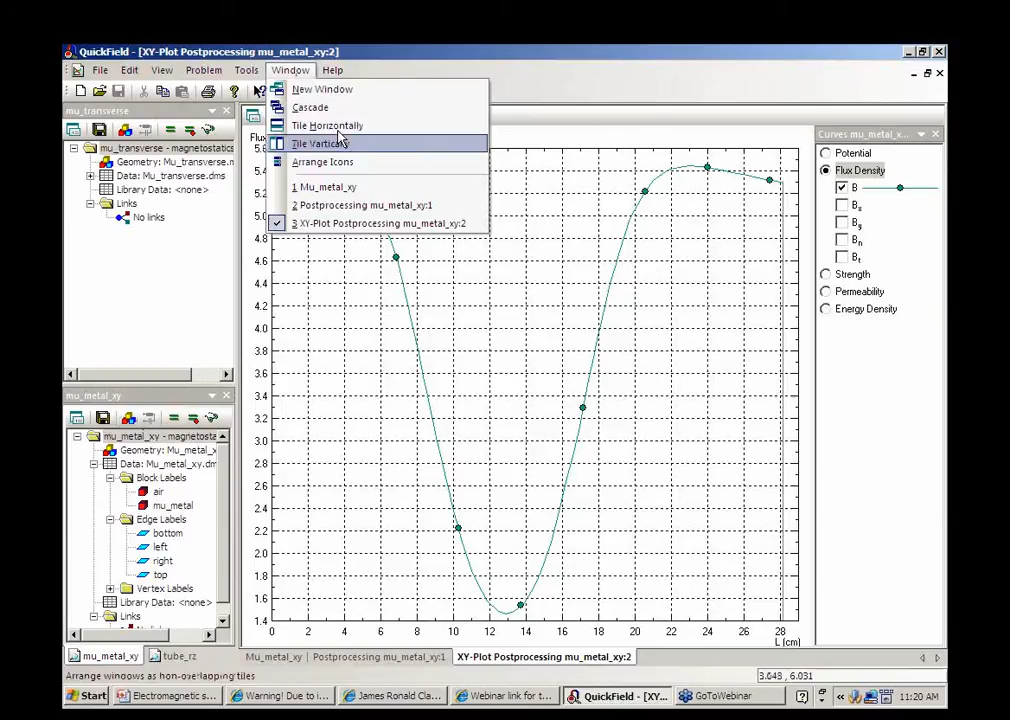 QuickField - [XY-Plot Postprocessing mu_metal_xy:2]
File Edit View Problem Tools Window Help
New Window
Cascade
Tile Horizontally
Tile Vertically
Arrange Icons
1 Mu_metal_xy
2 Postprocessing mu_metal_xy:1
3 XY-Plot Postprocessing mu_metal_xy:2
mu_transverse
mu_transverse - magnetostatics
Geometry: Mu_transverse.m
Data: Mu_transverse.dms
Library Data: <none>
Links
No links
mu_metal_xy
mu_metal_xy - magnetosta
Geometry: Mu_metal_x
Data: Mu_metal_xy.dm
Block Labels
air
mu_metal
Edge Labels
bottom
left
right
top
Vertex Labels
Library Data: <none>
Links
mu_metal_xy
tube_rz
Flu
5.6
5.4
5.2
5.0
4.8
4.6
4.4
4.2
4.0
3.8
3.6
3.4
3.2
3.0
2.8
2.6
2.4
2.2
2.0
1.8
1.6
1.4
0 2 4 6 8 10 12 14 16 18 20 22 24 26 28
L (cm)
Curves mu_metal_x...
Potential
Flux Density
B
Bx
By
Bn
Bt
Strength
Permeability
Energy Density
Mu_metal_xy
Postprocessing mu_metal_xy:1
XY-Plot Postprocessing mu_metal_xy:2
Arrange windows as non-overlapping tiles
3.648, 6.031
Start
Electromagnetic s...
Warning! Due to i...
James Ronald Cla...
Webinar link for t...
QuickField - [XY...
GoToWebinar
11:20 AM